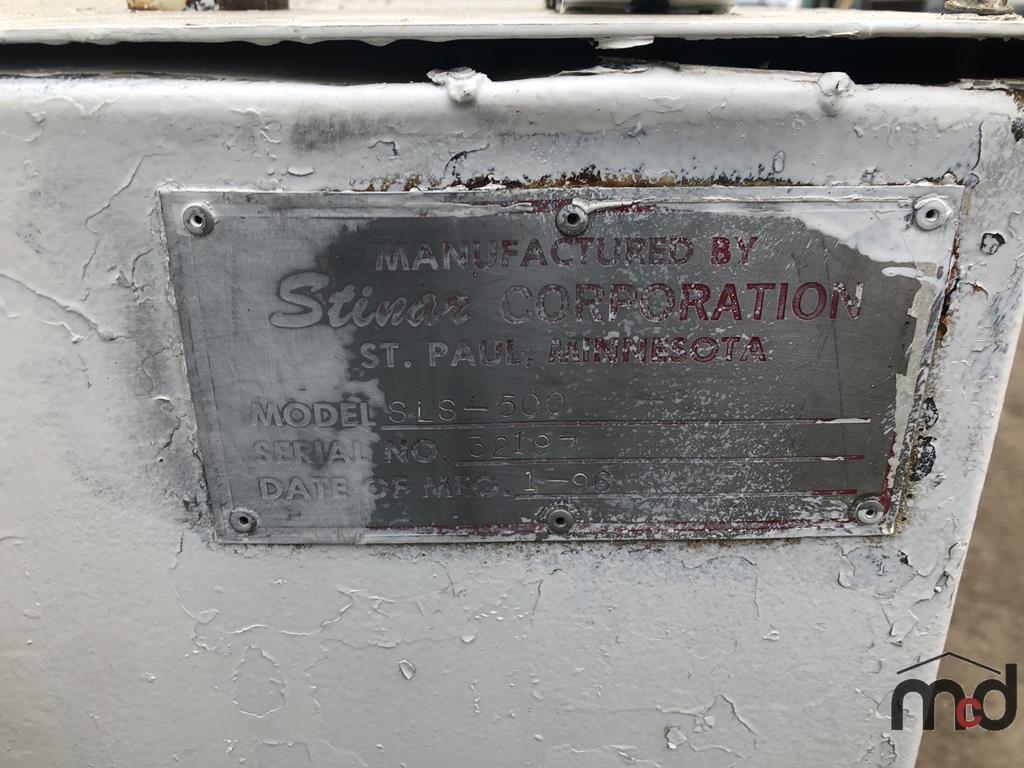 MANUFACTURED BY
Stinar CORPORATION
ST. PAUL, MINNESOTA
MODEL SLS-500
SERIAL NO. 32197
DATE OF MFG. 1-96
mcd